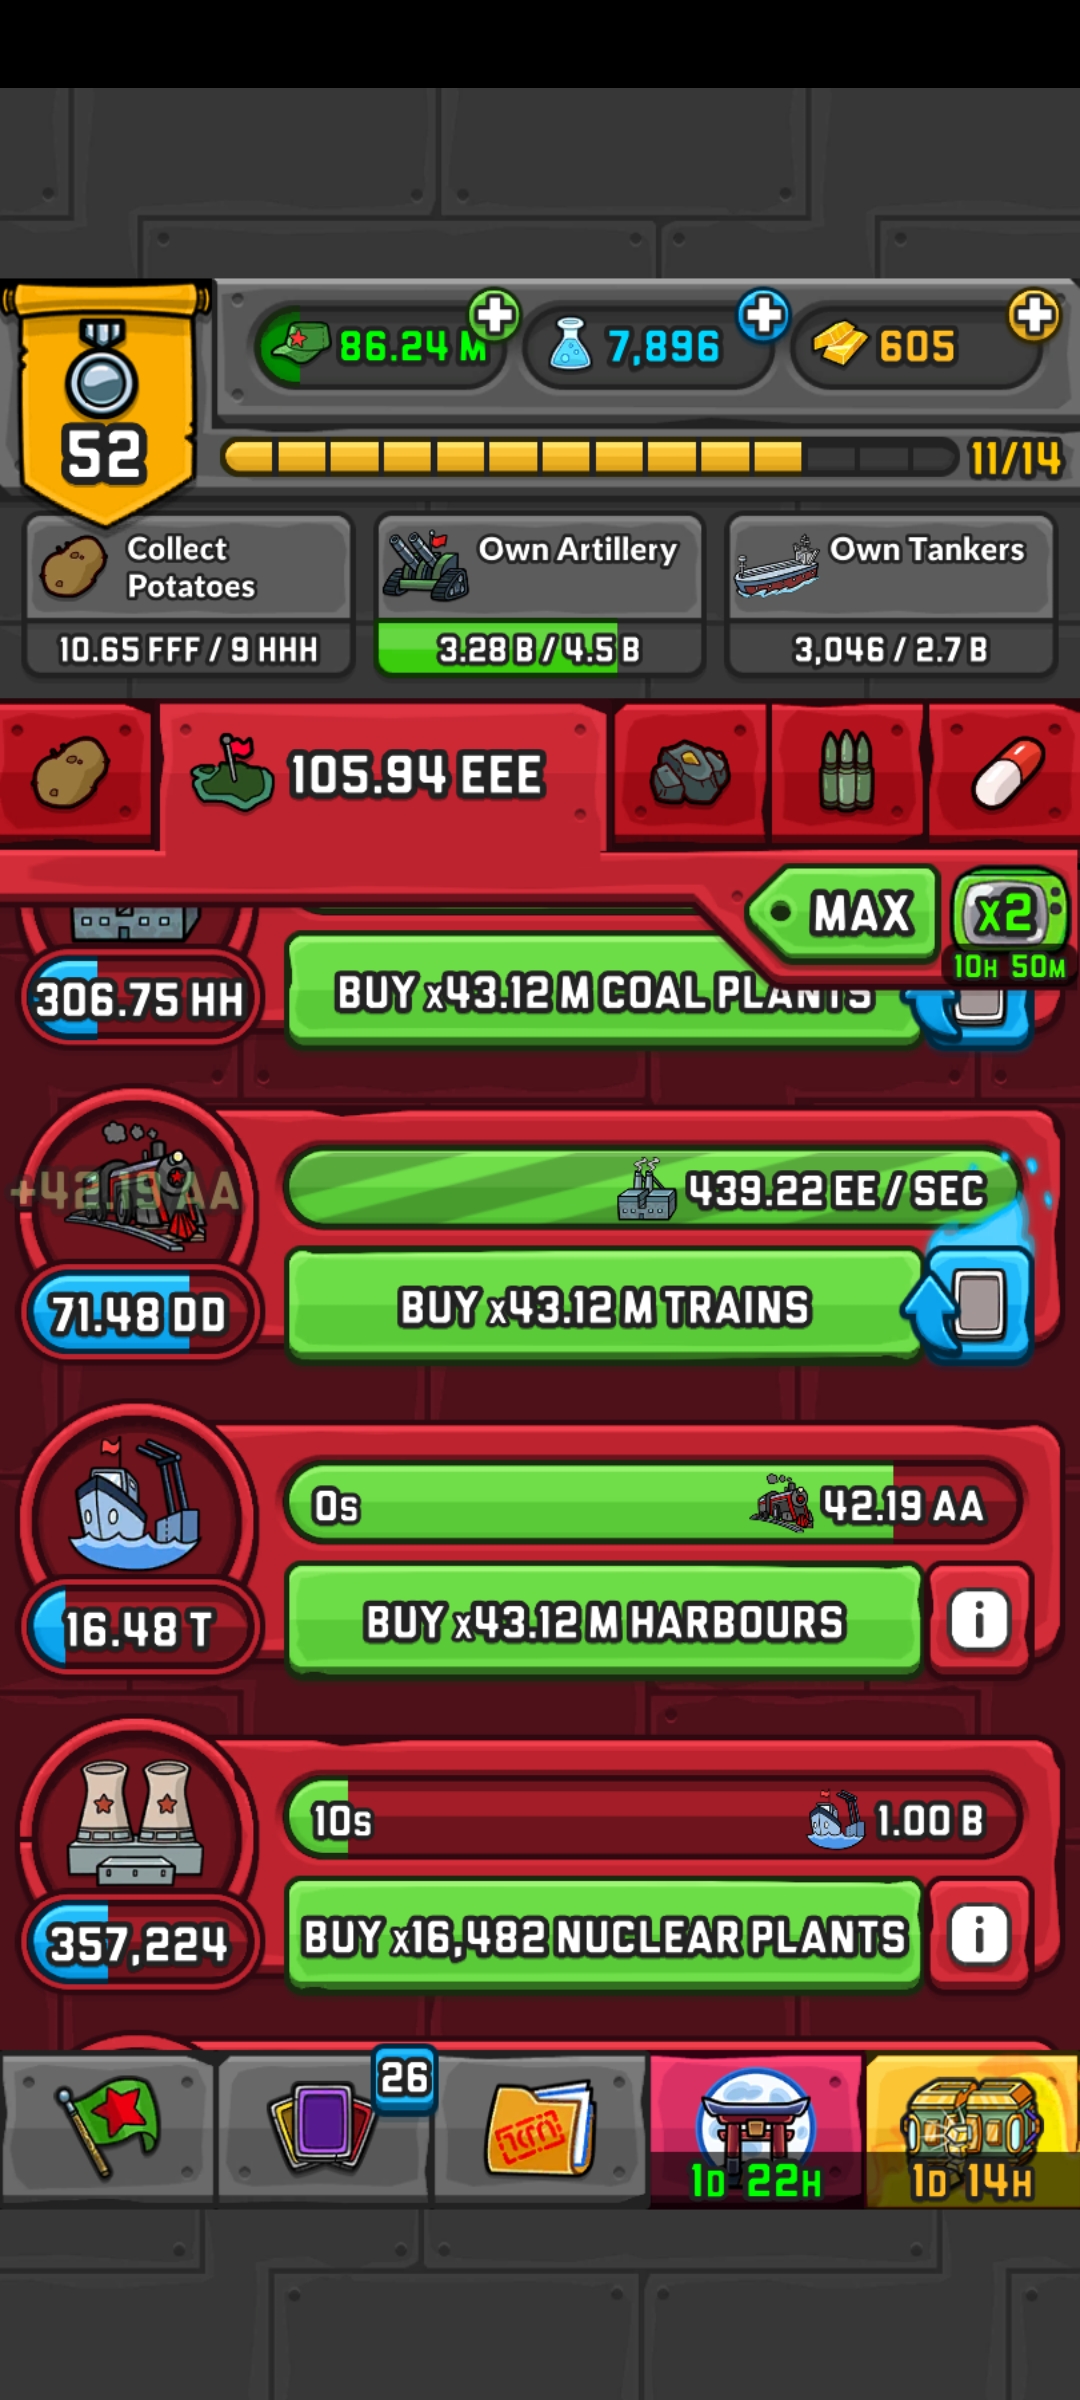 86.24 M
7,896
605
52
11/14
Collect
Potatoes
10.65 FFF / 9 HHH
Own Artillery
3.28 B / 4.5 B
Own Tankers
3,046 / 2.7 B
105.94 EEE
MAX
x2
10H 50M
306.75 HH
BUY x43.12 M COAL PLANTS
+42.19 AA
439.22 EE / SEC
71.48 DD
BUY x43.12 M TRAINS
0s
42.19 AA
16.48 T
BUY x43.12 M HARBOURS
i
10s
1.00 B
357,224
BUY x16,482 NUCLEAR PLANTS
i
26
1D 22H
1D 14H